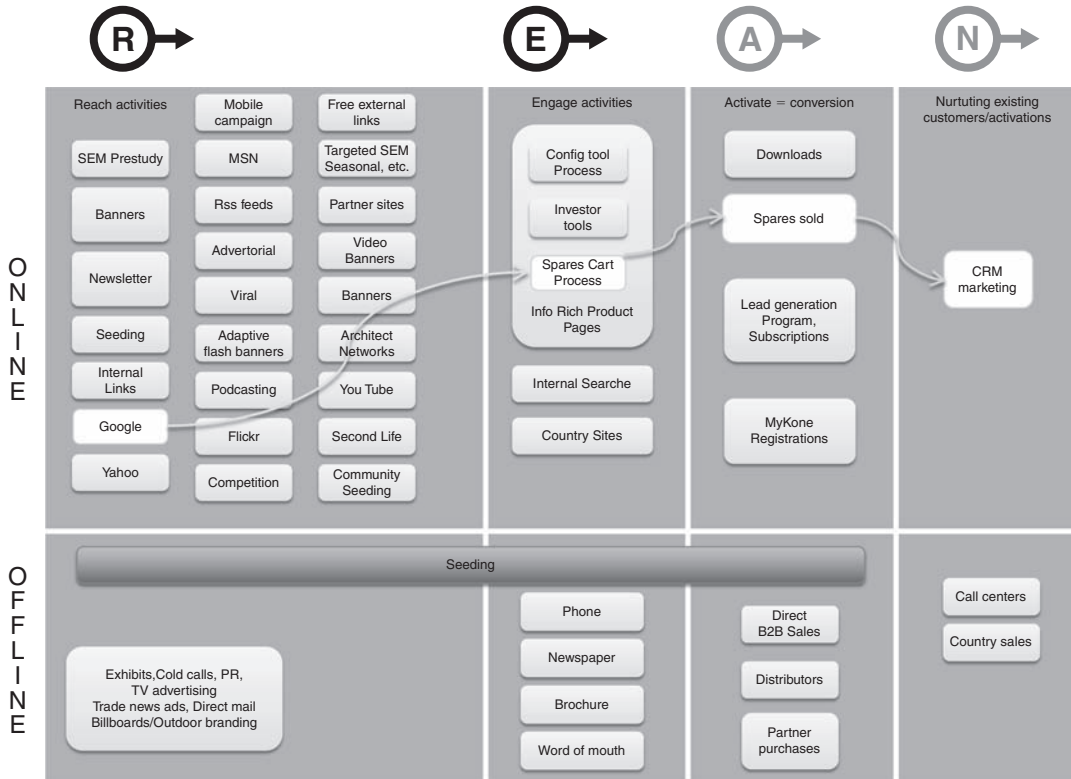 R
E
A
N
Reach activities
SEM Prestudy
Banners
Newsletter
Seeding
Internal
Links
Google
Yahoo
Mobile
campaign
MSN
Rss feeds
Advertorial
Viral
Adaptive
flash banners
Podcasting
Flickr
Competition
Free external
links
Targeted SEM
Seasonal, etc.
Partner sites
Video
Banners
Banners
Architect
Networks
You Tube
Second Life
Community
Seeding
Engage activities
Config tool
Process
Investor
tools
Spares Cart
Process
Info Rich Product
Pages
Internal Searche
Country Sites
Activate = conversion
Downloads
Spares sold
Lead generation
Program,
Subscriptions
MyKone
Registrations
Nurtuting existing
customers/activations
CRM
marketing
ONLINE
OFFLINE
Seeding
Exhibits,Cold calls, PR,
TV advertising
Trade news ads, Direct mail
Billboards/Outdoor branding
Phone
Newspaper
Brochure
Word of mouth
Direct
B2B Sales
Distributors
Partner
purchases
Call centers
Country sales